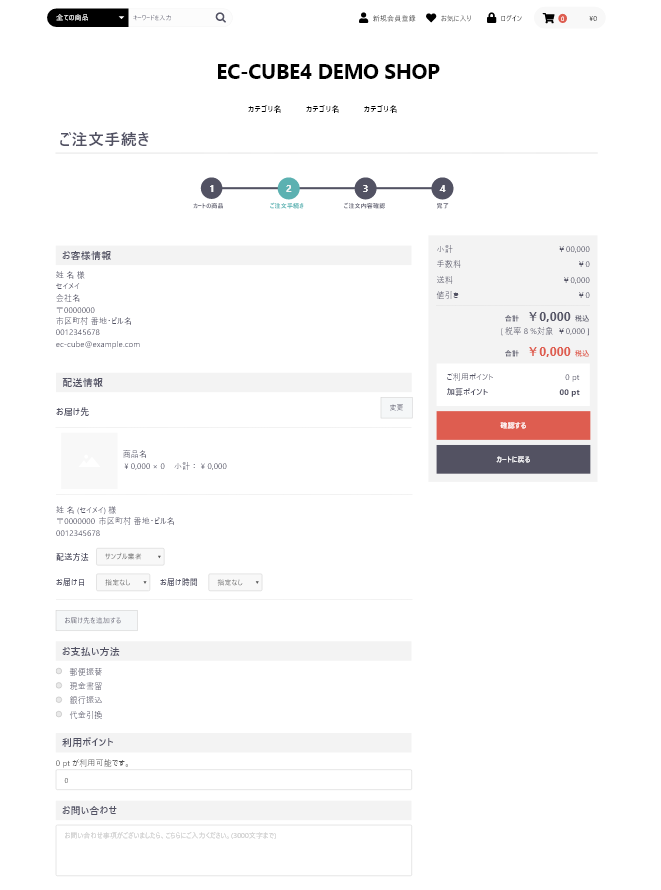 全ての商品 キーワードを入力 新規会員登録 お気に入り ログイン 0 ¥0
EC-CUBE4 DEMO SHOP
カテゴリ名 カテゴリ名 カテゴリ名
ご注文手続き
1 2 3 4
カートの商品 ご注文手続き ご注文内容確認 完了
お客様情報
姓 名 様
セイメイ
会社名
〒0000000
市区町村 番地・ビル名
0012345678
ec-cube@example.com
配送情報
お届け先 変更
商品名
¥ 0,000 × 0 小計： ¥ 0,000
姓 名 (セイメイ) 様
〒0000000 市区町村 番地・ビル名
0012345678
配送方法 サンプル業者
お届け日 指定なし お届け時間 指定なし
お届け先を追加する
お支払い方法
郵便振替
現金書留
銀行振込
代金引換
利用ポイント
0 pt が利用可能です。
0
お問い合わせ
お問い合わせ事項がございましたら、こちらにご入力ください。(3000文字まで)
小計 ¥ 00,000
手数料 ¥ 0
送料 ¥ 0,000
値引き ¥ 0
合計 ¥ 0,000 税込
( 税率 8 %対象 ¥ 0,000 )
合計 ¥ 0,000 税込
ご利用ポイント 0 pt
加算ポイント 00 pt
確認する
カートに戻る